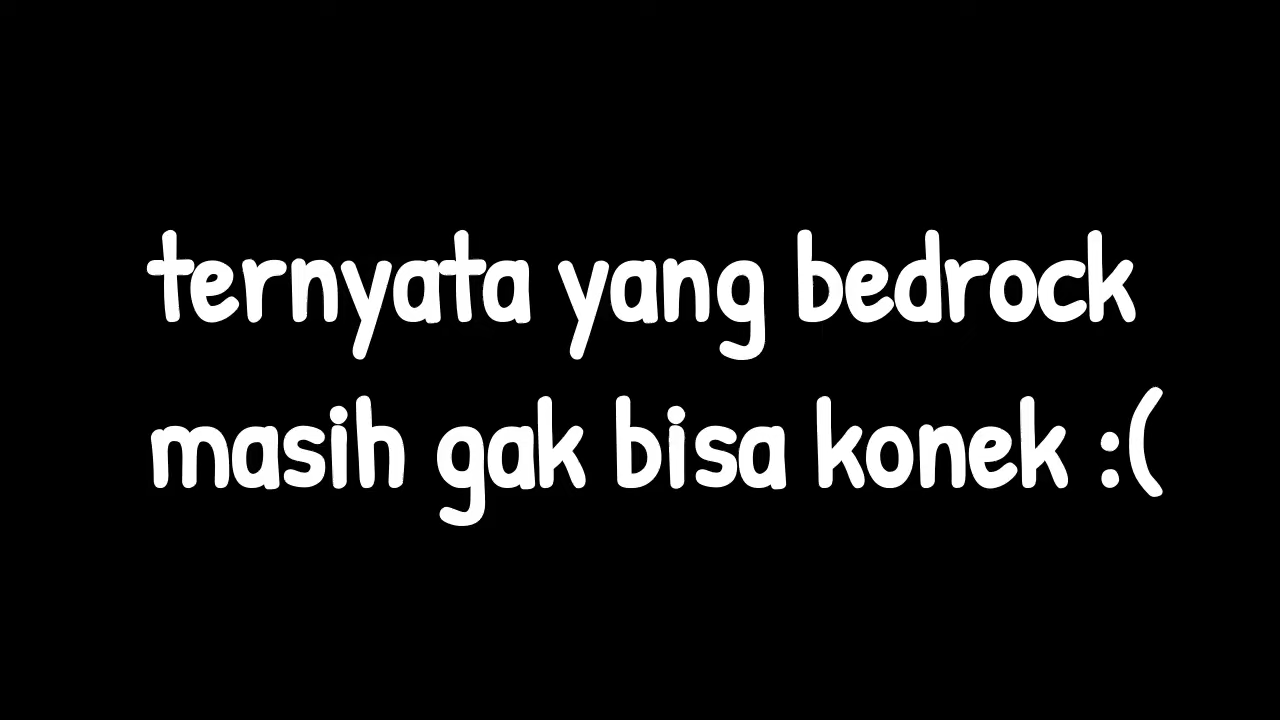 ternyata yang bedrock
masih gak bisa konek :(